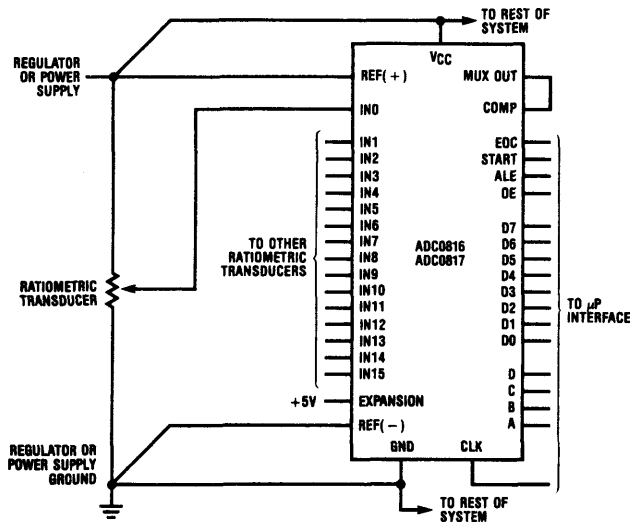 TO REST OF
SYSTEM
REGULATOR
OR POWER
SUPPLY
VCC
REF(+)
MUX OUT
IN0
COMP
IN1
IN2
IN3
IN4
IN5
IN6
IN7
IN8
IN9
IN10
IN11
IN12
IN13
IN14
IN15
EOC
START
ALE
OE
D7
D6
D5
D4
D3
D2
D1
D0
D
C
B
A
ADC0816
ADC0817
TO OTHER
RATIOMETRIC
TRANSDUCERS
RATIOMETRIC
TRANSDUCER
TO µP
INTERFACE
+5V
EXPANSION
REF(−)
GND
CLK
REGULATOR OR
POWER SUPPLY
GROUND
TO REST OF
SYSTEM